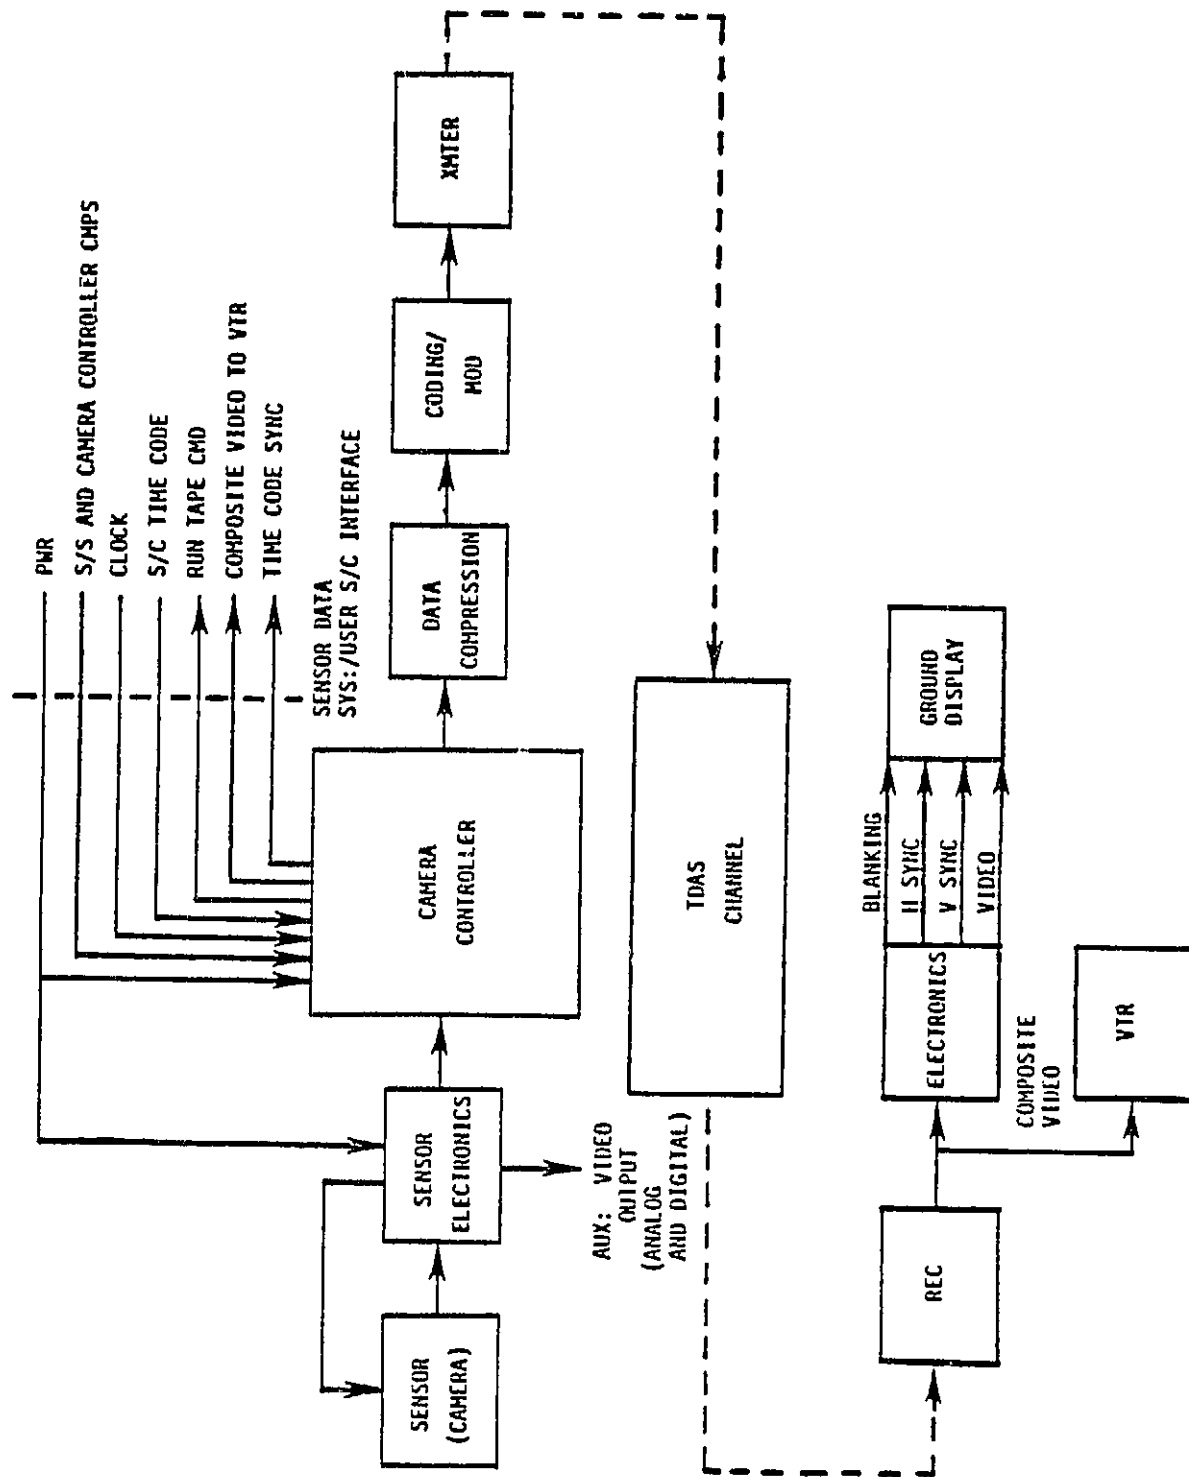 PWR
S/S AND CAMERA CONTROLLER CMPS
CLOCK
S/C TIME CODE
RUN TAPE CMD
COMPOSITE VIDEO TO VTR
TIME CODE SYNC
SENSOR DATA
SYS:/USER S/C INTERFACE
SENSOR
(CAMERA)
SENSOR
ELECTRONICS
CAMERA
CONTROLLER
DATA
COMPRESSION
CODING/
MOD
XMTER
AUX: VIDEO
OUTPUT
(ANALOG
AND DIGITAL)
TDAS
CHANNEL
REC
ELECTRONICS
BLANKING
H SYNC
V SYNC
VIDEO
GROUND
DISPLAY
COMPOSITE
VIDEO
VTR